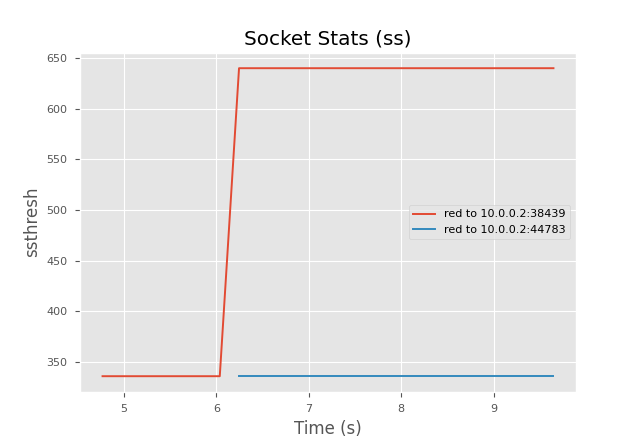 Socket Stats (ss)
650
600
550
500
450
400
350
ssthresh
red to 10.0.0.2:38439
red to 10.0.0.2:44783
5 6 7 8 9
Time (s)